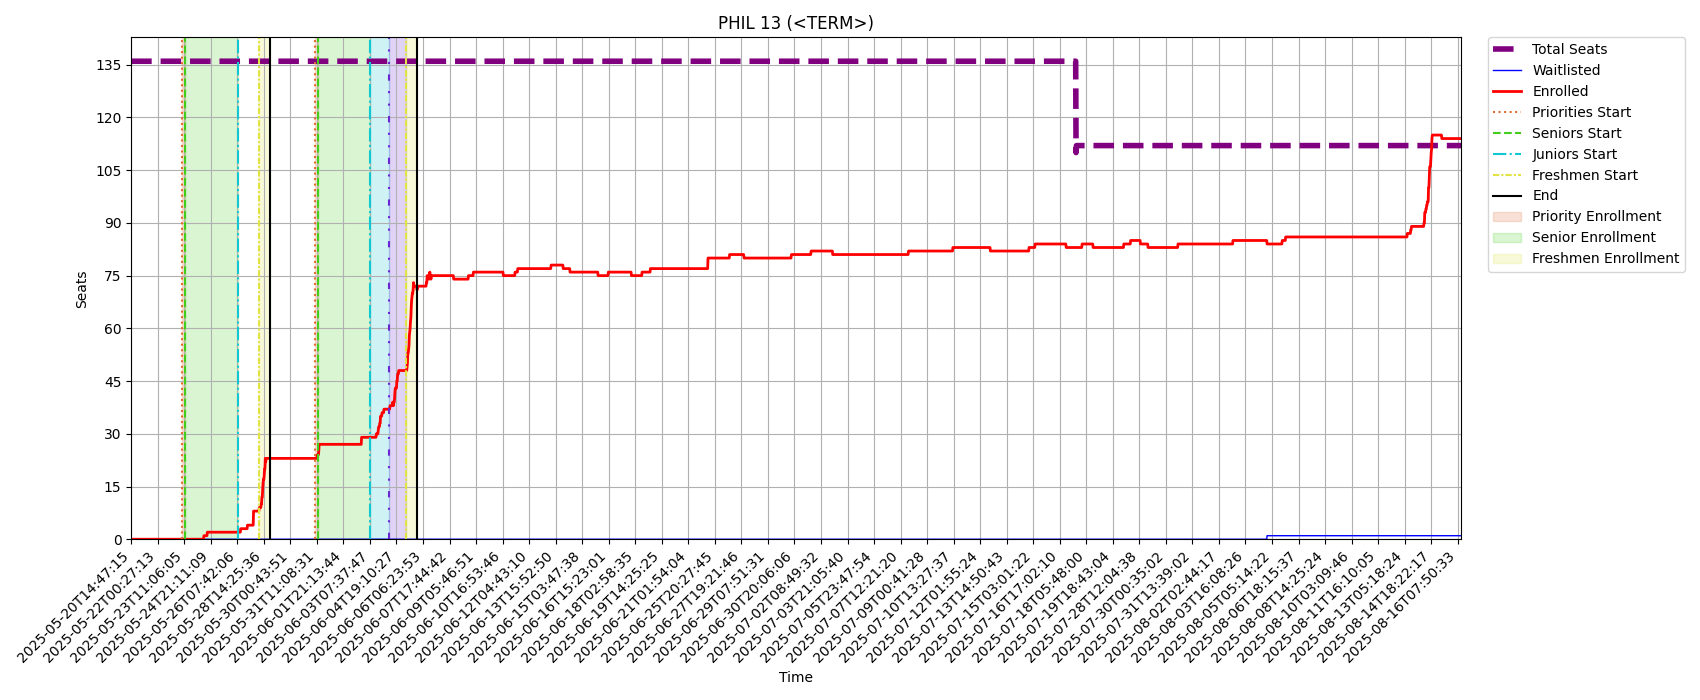 PHIL 13 (<TERM>)
Total Seats
Waitlisted
Enrolled
Priorities Start
Seniors Start
Juniors Start
Freshmen Start
End
Priority Enrollment
Senior Enrollment
Freshmen Enrollment
Seats
135
120
105
90
75
60
45
30
15
0
2025-05-20T14:47:15
2025-05-22T00:27:13
2025-05-23T11:06:05
2025-05-24T21:11:09
2025-05-26T07:42:06
2025-05-28T14:25:36
2025-05-30T00:43:51
2025-05-31T11:08:31
2025-06-01T21:13:44
2025-06-03T07:37:47
2025-06-04T19:10:27
2025-06-06T06:23:53
2025-06-07T17:44:42
2025-06-09T05:46:51
2025-06-10T16:53:46
2025-06-12T04:43:10
2025-06-13T15:52:50
2025-06-15T03:47:38
2025-06-16T15:23:01
2025-06-18T02:58:35
2025-06-19T14:25:25
2025-06-21T01:54:04
2025-06-25T20:27:45
2025-06-27T19:21:46
2025-06-29T07:51:31
2025-06-30T20:06:06
2025-07-02T08:49:32
2025-07-03T21:05:40
2025-07-05T23:47:54
2025-07-07T12:21:20
2025-07-09T00:41:28
2025-07-10T13:27:37
2025-07-12T01:55:24
2025-07-13T14:50:43
2025-07-15T03:01:22
2025-07-16T17:02:10
2025-07-18T05:48:00
2025-07-19T18:43:04
2025-07-28T12:04:38
2025-07-30T00:35:02
2025-07-31T13:39:02
2025-08-02T02:44:17
2025-08-03T16:08:26
2025-08-05T05:14:22
2025-08-06T18:15:37
2025-08-08T14:25:24
2025-08-10T03:09:46
2025-08-11T16:10:05
2025-08-13T05:18:24
2025-08-14T18:22:17
2025-08-16T07:50:33
Time